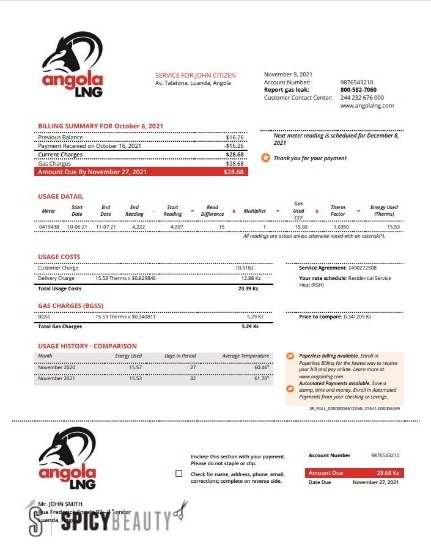 angola
LNG
SERVICE FOR JOHN CITIZEN
Av. Talatona, Luanda, Angola
November 9, 2021
Account Number: 9876543210
Report gas leak: 800-582-7060
Customer Contact Center: 244 232 676 000
www.angolalng.com
BILLING SUMMARY FOR October 6, 2021
Previous Balance $16.26
Payment Received on October 16, 2021 -$16.26
Current Charges $28.68
Gas Charges $28.68
Amount Due By November 27, 2021 $28.68
Next meter reading is scheduled for December 8,
2021
Thank you for your payment
USAGE DATAIL
Meter Start Date End Date End Reading - Start Reading = Read Difference x Multiplier = Gas Used CCF x Therm Factor = Energy Used (Therms)
0419438 10-06-21 11-07-21 4,222 4,207 15 1 15.00 1.0350 15.53
All readings are actual unless otherwise noted with an asterisk(*).
USAGE COSTS
Customer Charge 10.51Kz
Delivery Charge 15.53 Therms x $0.829846 12.88 Kz
Total Usage Costs 23.39 Kz
Service Agreement: 2490272508
Your rate schedule: Residential Service
Heat (RSH)
GAS CHARGES (BGSS)
BGSS 15.53 Therms x $0.340811 5.29 Kz
Total Gas Charges 5.29 Kz
Price to compare: 0.341209 Kz
USAGE HISTORY - COMPARISON
Month Energy Used Days in Period Average Temperature
November 2020 15.57 27 60.46°
November 2021 15.53 32 61.70°
Paperless billing available. Enroll in
Paperless Billing for the fastest way to receive
your bill and pay online. Learn more at
www.angolalng.com
Automated Payments available. Save a
stamp, time and money. Enroll in Automated
Payments from your checking or savings.
angola
LNG
Enclose this section with your payment.
Please do not staple or clip.
Check for name, address, phone, email,
corrections; complete on reverse side.
Account Number 9876543210
Amount Due 28.68 Kz
Date Due November 27, 2021
Mr. JOHN SMITH
Rua Frederick
Luanda,
SPICYBEAUTY